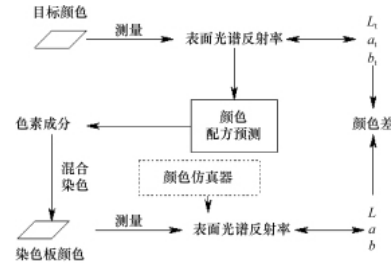 目标颜色
测量
表面光谱反射率
Lt
at
bt
颜色
配方预测
色素成分
颜色差
混合
染色
颜色仿真器
测量
表面光谱反射率
染色板颜色
L
a
b